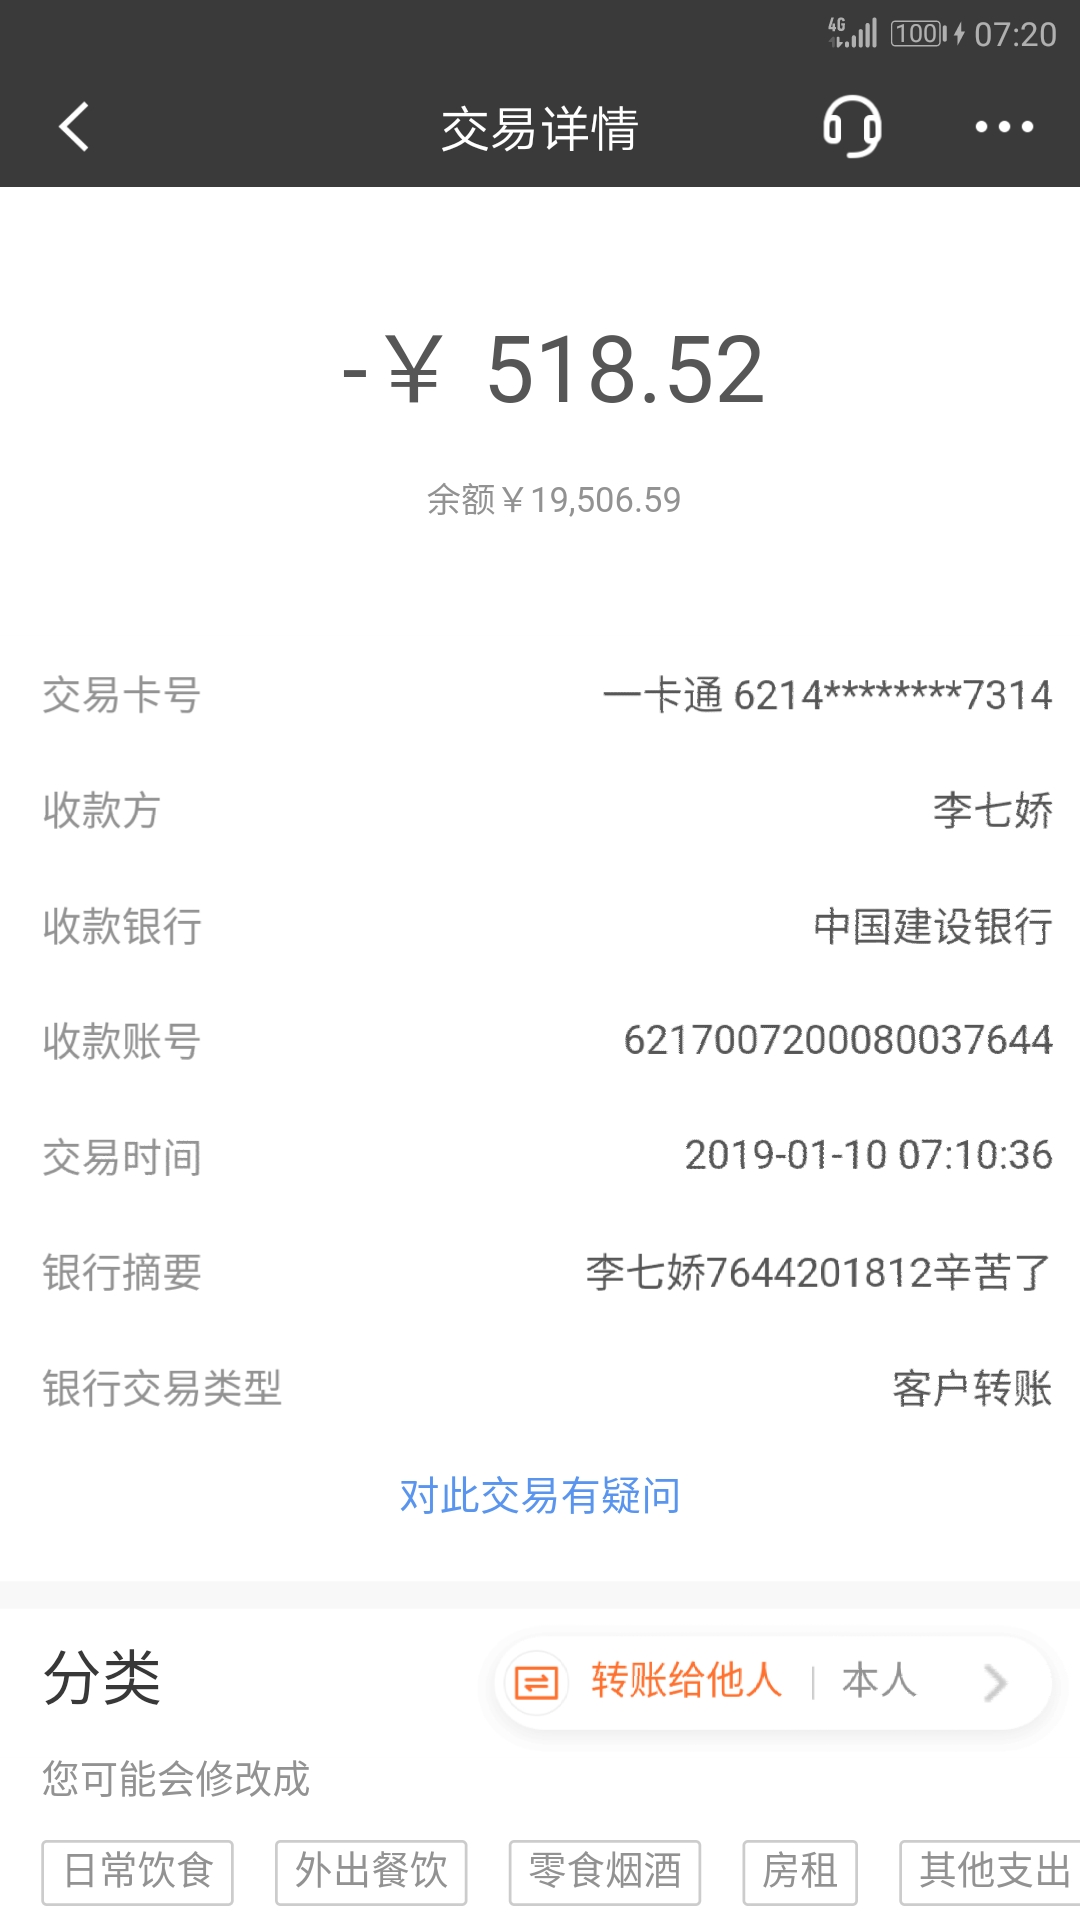 4G 100 07:20
交易详情
-￥ 518.52
余额￥19,506.59
交易卡号 一卡通 6214********7314
收款方 李七娇
收款银行 中国建设银行
收款账号 6217007200080037644
交易时间 2019-01-10 07:10:36
银行摘要 李七娇7644201812辛苦了
银行交易类型 客户转账
对此交易有疑问
分类 转账给他人 | 本人
您可能会修改成
日常饮食 外出餐饮 零食烟酒 房租 其他支出